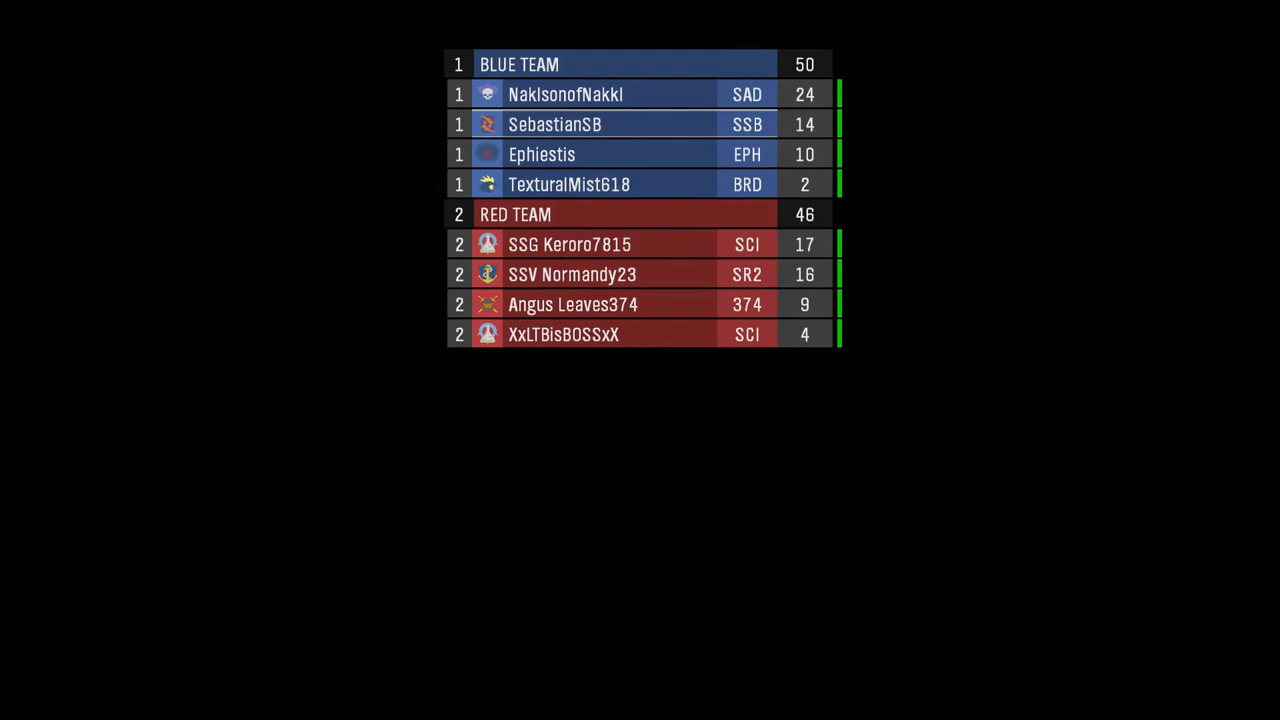 1 BLUE TEAM 50
1 NaklsonofNakkl SAD 24
1 SebastianSB SSB 14
1 Ephiestis EPH 10
1 TexturalMist618 BRD 2
2 RED TEAM 46
2 SSG Keroro7815 SCI 17
2 SSV Normandy23 SR2 16
2 Angus Leaves374 374 9
2 XxLTBisBOSSxX SCI 4